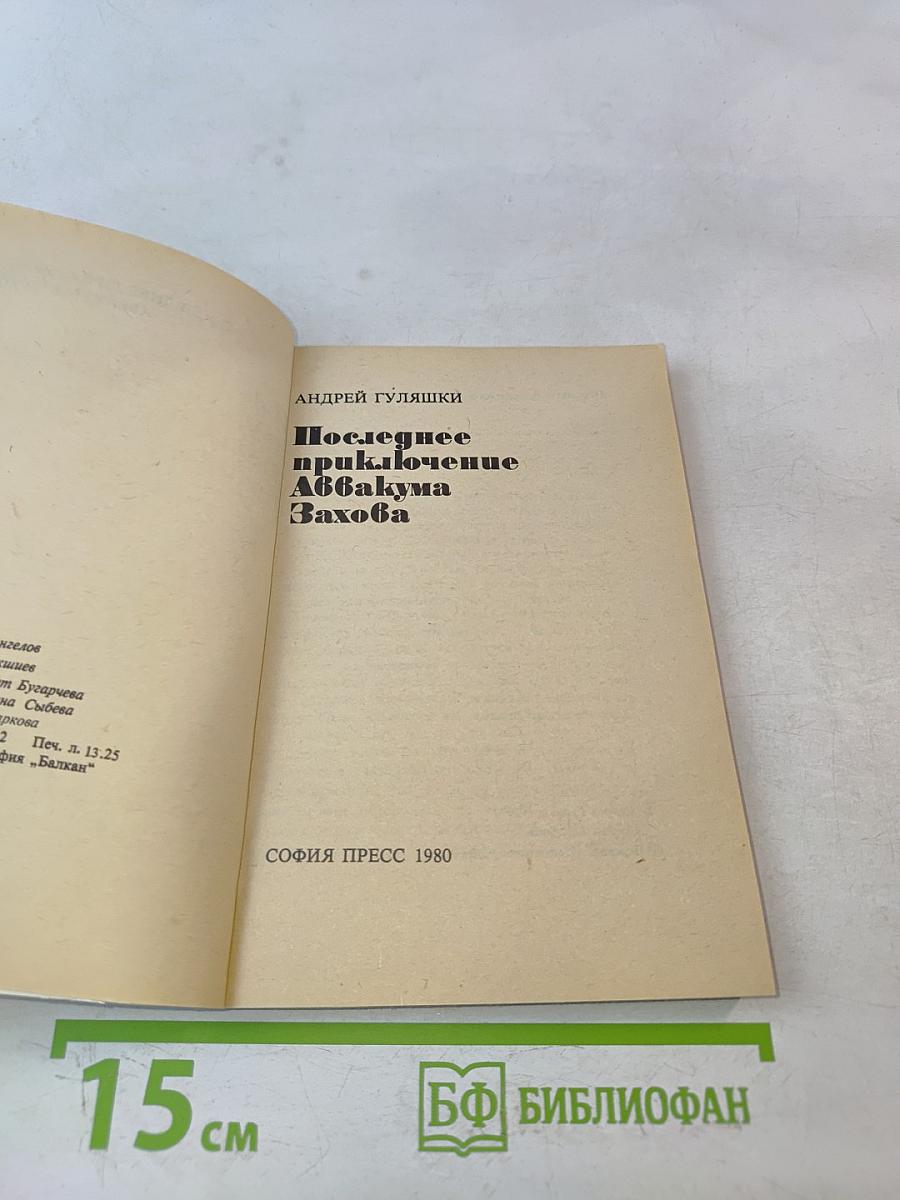 АНДРЕЙ ГУЛЯШКИ
Последнее
приключение
Аввакума
Захова
СОФИЯ ПРЕСС 1980
нгелов
кшиев
т Бугарчева
на Сыбева
ркова
2 Печ. л. 13.25
фия „Балкан“
15 см
БФ БИБЛИОФАН